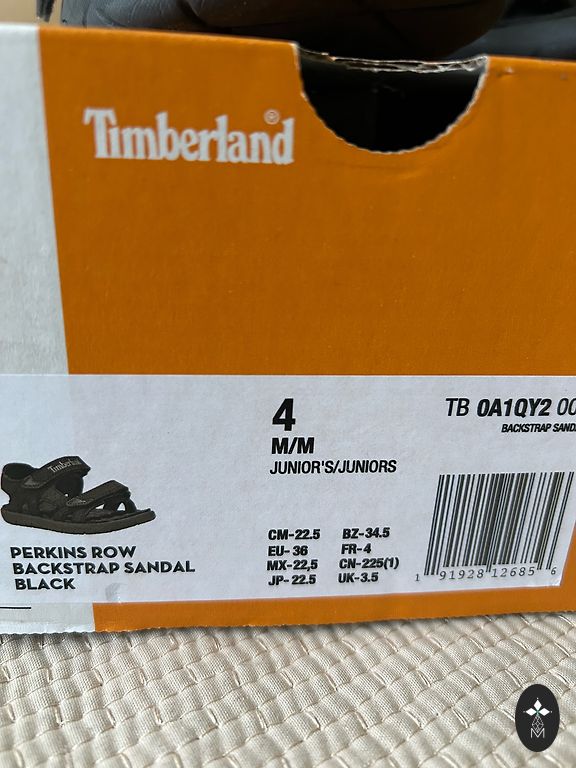 Timberland®
4
M/M
JUNIOR'S/JUNIORS
TB 0A1QY2 00
BACKSTRAP SAND
Timberland
PERKINS ROW
BACKSTRAP SANDAL
BLACK
CM-22.5 BZ-34.5
EU- 36 FR-4
MX-22,5 CN-225(1)
JP- 22.5 UK-3.5
1 91928 12685 6
M